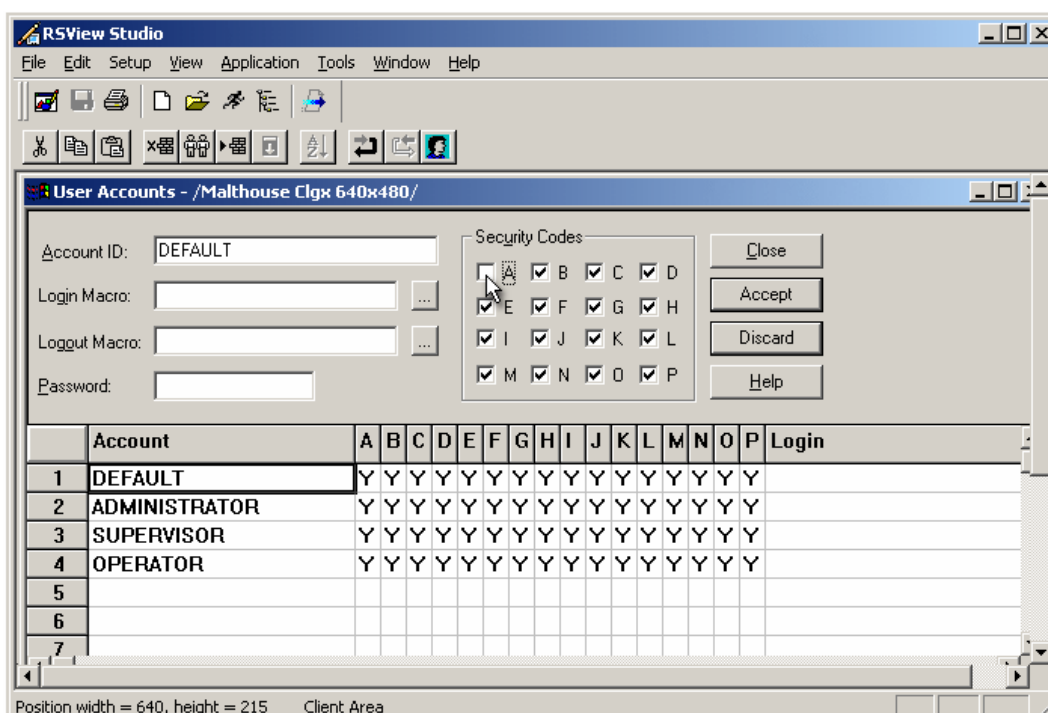 RSView Studio
File Edit Setup View Application Tools Window Help
User Accounts - /Malthouse Clgx 640x480/
Account ID: DEFAULT
Login Macro: ...
Logout Macro: ...
Password:
Security Codes
A B C D
E F G H
I J K L
M N O P
Close
Accept
Discard
Help
Account A B C D E F G H I J K L M N O P Login
1 DEFAULT Y Y Y Y Y Y Y Y Y Y Y Y Y Y Y Y
2 ADMINISTRATOR Y Y Y Y Y Y Y Y Y Y Y Y Y Y Y Y
3 SUPERVISOR Y Y Y Y Y Y Y Y Y Y Y Y Y Y Y Y
4 OPERATOR Y Y Y Y Y Y Y Y Y Y Y Y Y Y Y Y
5
6
7
Position width = 640, height = 215 Client Area